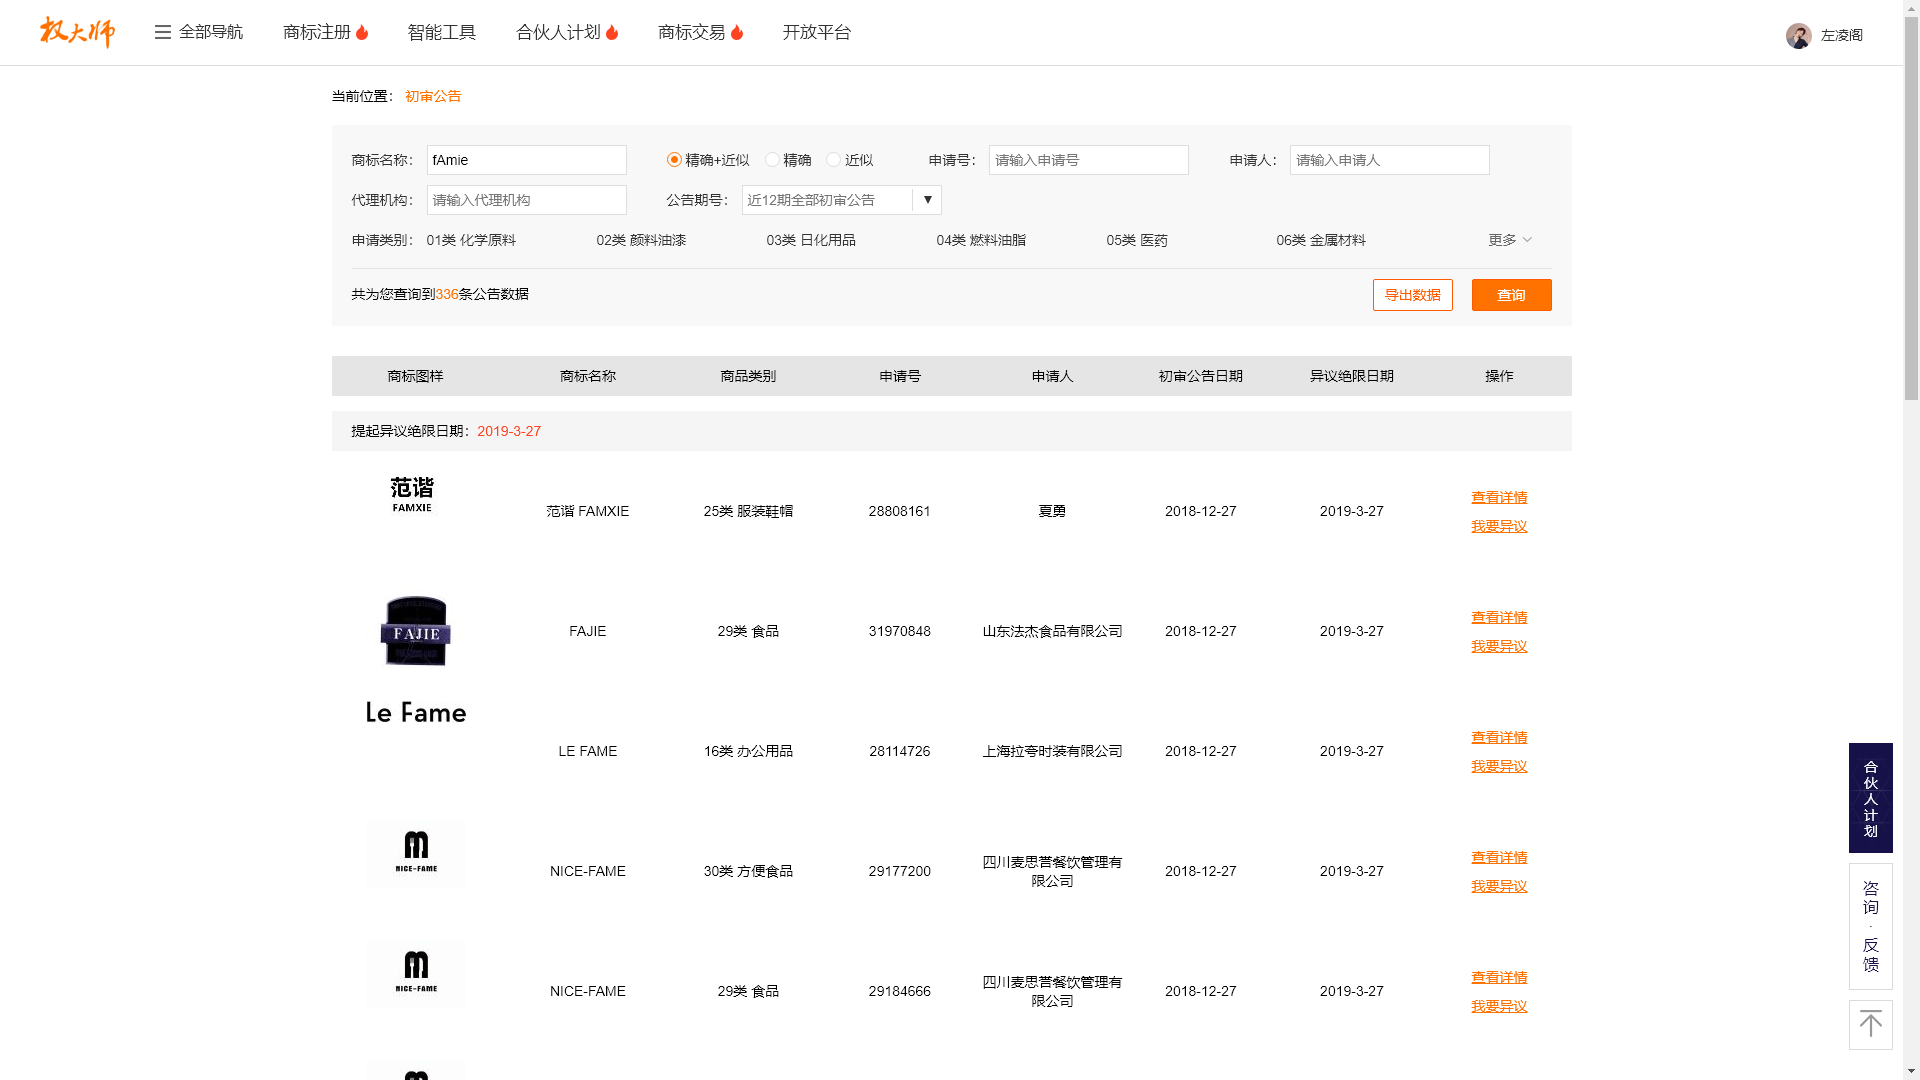 权大师
全部导航 商标注册 智能工具 合伙人计划 商标交易 开放平台
左凌阁
当前位置： 初审公告
商标名称： fAmie 精确+近似 精确 近似 申请号： 请输入申请号 申请人： 请输入申请人
代理机构： 请输入代理机构 公告期号： 近12期全部初审公告 ▼
申请类别： 01类 化学原料 02类 颜料油漆 03类 日化用品 04类 燃料油脂 05类 医药 06类 金属材料 更多
共为您查询到336条公告数据 导出数据 查询
商标图样 商标名称 商品类别 申请号 申请人 初审公告日期 异议绝限日期 操作
提起异议绝限日期：2019-3-27
范谐
FAMXIE
范谐 FAMXIE 25类 服装鞋帽 28808161 夏勇 2018-12-27 2019-3-27 查看详情
我要异议
FAJIE
FAJIE 29类 食品 31970848 山东法杰食品有限公司 2018-12-27 2019-3-27 查看详情
我要异议
Le Fame
LE FAME 16类 办公用品 28114726 上海拉夸时装有限公司 2018-12-27 2019-3-27 查看详情
我要异议
NICE-FAME
NICE-FAME 30类 方便食品 29177200 四川麦思誉餐饮管理有
限公司 2018-12-27 2019-3-27 查看详情
我要异议
NICE-FAME
NICE-FAME 29类 食品 29184666 四川麦思誉餐饮管理有
限公司 2018-12-27 2019-3-27 查看详情
我要异议
合伙人计划
咨询·反馈